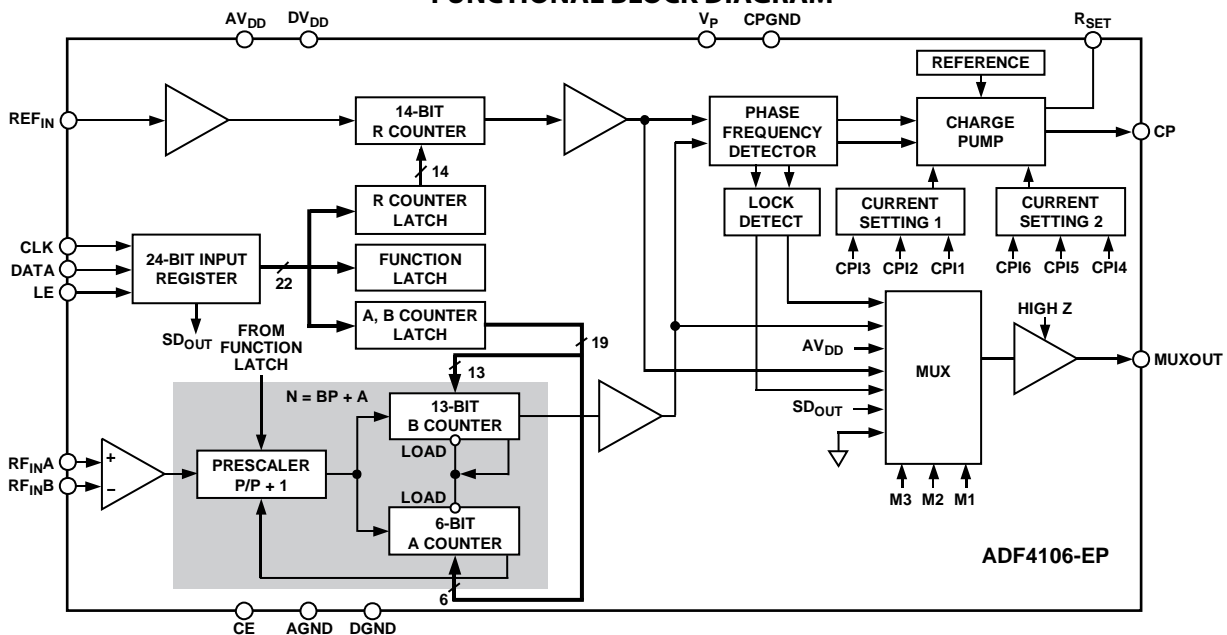 FUNCTIONAL BLOCK DIAGRAM
AVDD
DVDD
VP
CPGND
RSET
REFERENCE
14-BIT
R COUNTER
PHASE
FREQUENCY
DETECTOR
CHARGE
PUMP
REFIN
CP
14
R COUNTER
LATCH
LOCK
DETECT
CURRENT
SETTING 1
CURRENT
SETTING 2
CLK
DATA
LE
24-BIT INPUT
REGISTER
22
FUNCTION
LATCH
CPI3
CPI2
CPI1
CPI6
CPI5
CPI4
A, B COUNTER
LATCH
HIGH Z
SDOUT
FROM
FUNCTION
LATCH
19
13
AVDD
MUX
MUXOUT
N = BP + A
13-BIT
B COUNTER
SDOUT
LOAD
RFINA
RFINB
+
–
PRESCALER
P/P + 1
LOAD
6-BIT
A COUNTER
M3
M2
M1
6
ADF4106-EP
CE
AGND
DGND